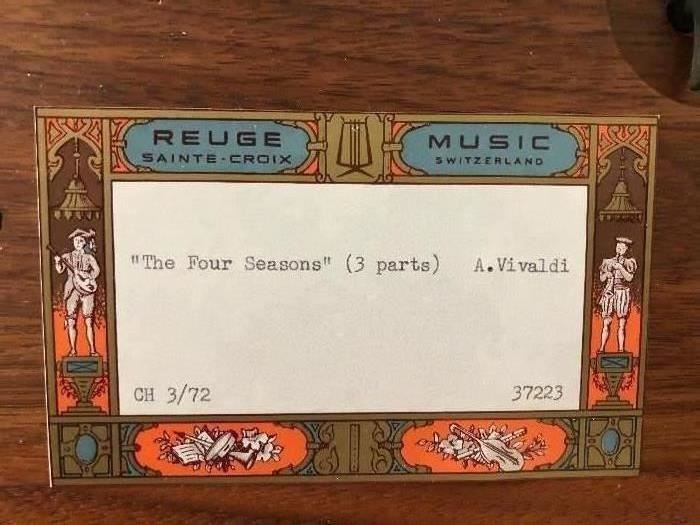 REUGE
SAINTE-CROIX
MUSIC
SWITZERLAND
"The Four Seasons" (3 parts) A.Vivaldi
CH 3/72 37223